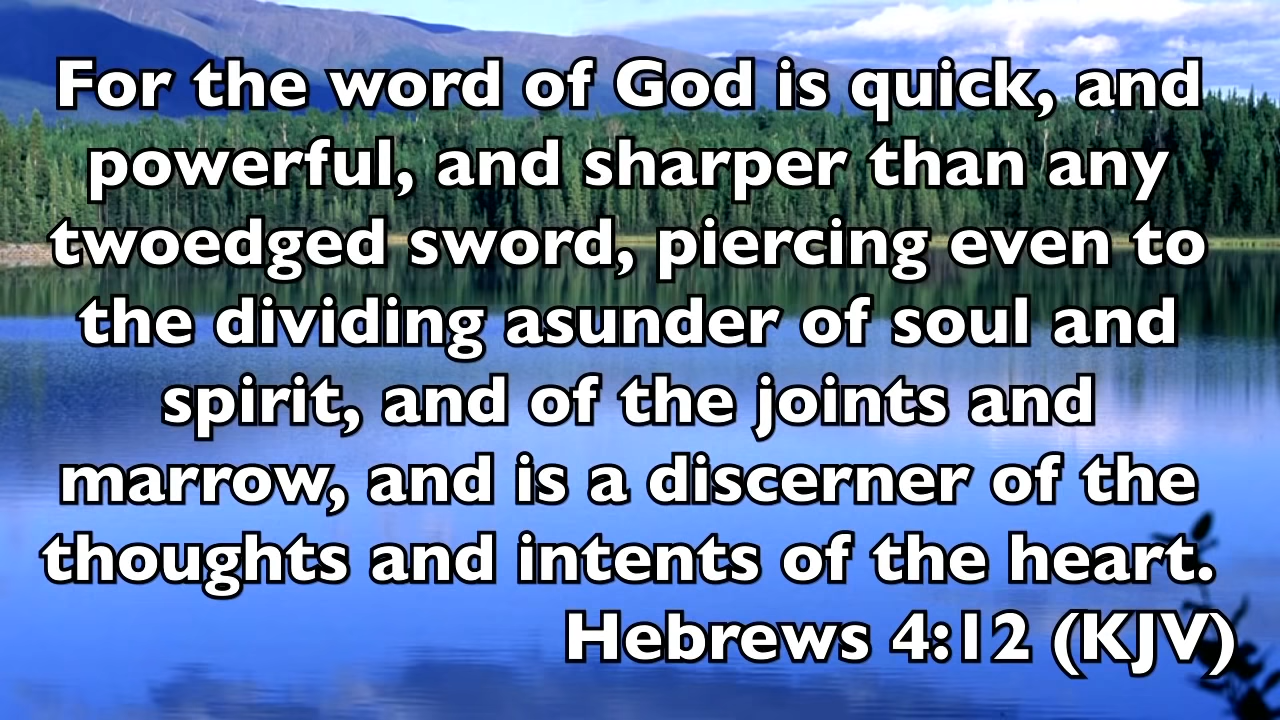 For the word of God is quick, and
powerful, and sharper than any
twoedged sword, piercing even to
the dividing asunder of soul and
spirit, and of the joints and
marrow, and is a discerner of the
thoughts and intents of the heart.
Hebrews 4:12 (KJV)